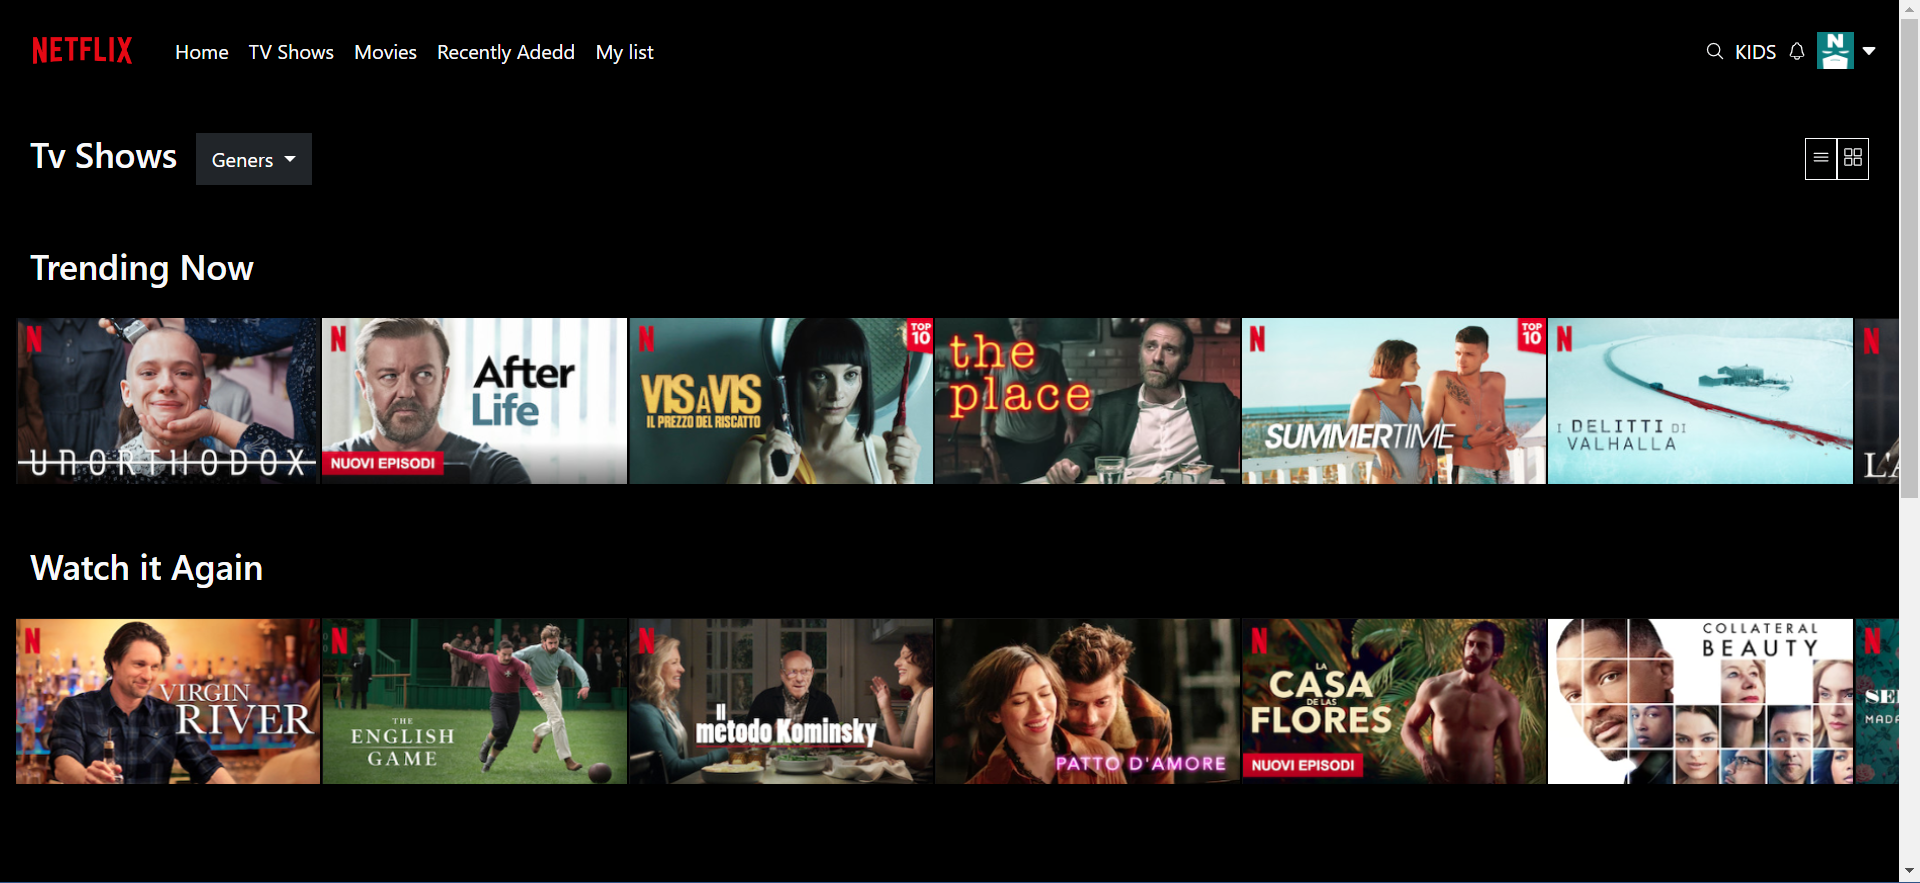 NETFLIX Home TV Shows Movies Recently Adedd My list KIDS
N
Tv Shows Geners
Trending Now
N
UNORTHODOX
N
After
Life
NUOVI EPISODI
N
TOP
10
VIS A VIS
IL PREZZO DEL RISCATTO
the
place
N
TOP
10
SUMMERTIME
N
I DELITTI DI
VALHALLA
N
L'A
Watch it Again
N
VIRGIN
RIVER
N
THE
ENGLISH
GAME
N
Il
metodo Kominsky
PATTO D'AMORE
N
LA
CASA
DE LAS
FLORES
NUOVI EPISODI
COLLATERAL
BEAUTY
N
SE
MADA